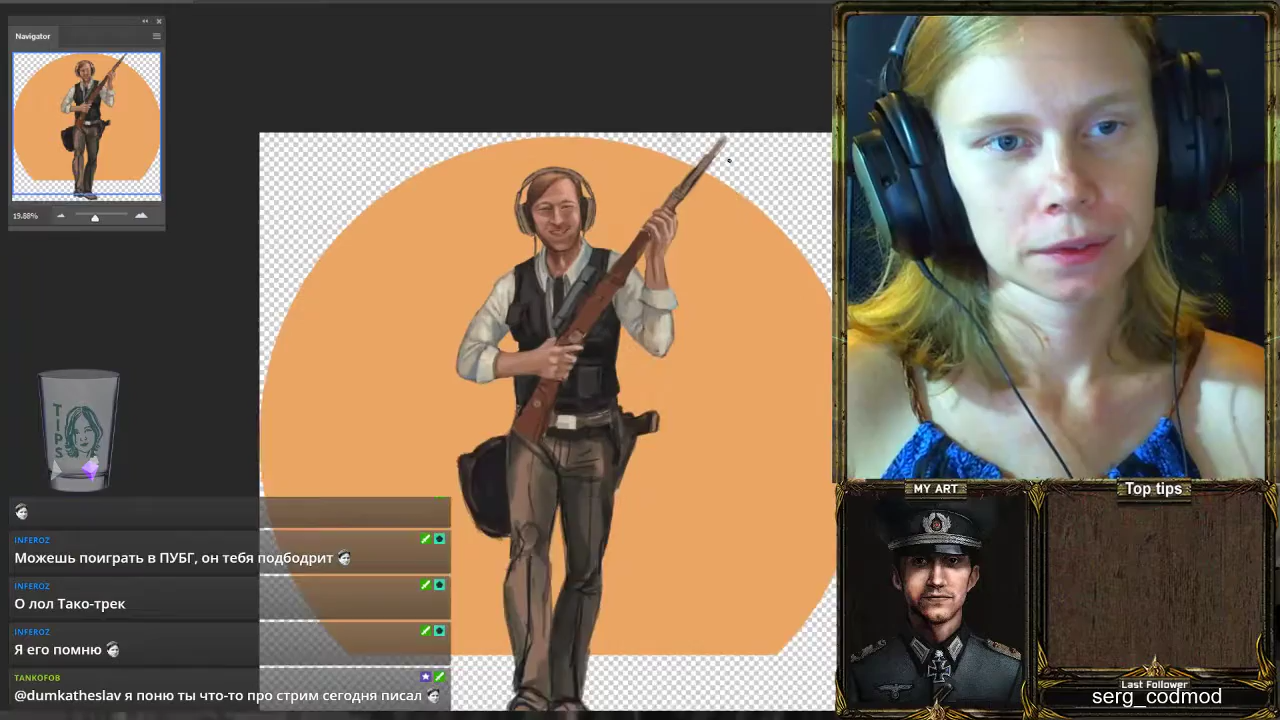 Navigator
19.88%
TIPS
INFEROZ
Можешь поиграть в ПУБГ, он тебя подбодрит
INFEROZ
О лол Тако-трек
INFEROZ
Я его помню
TANKOFOB
@dumkatheslav я поню ты что-то про стрим сегодня писал
MY ART
Top tips
Last Follower
serg_codmod